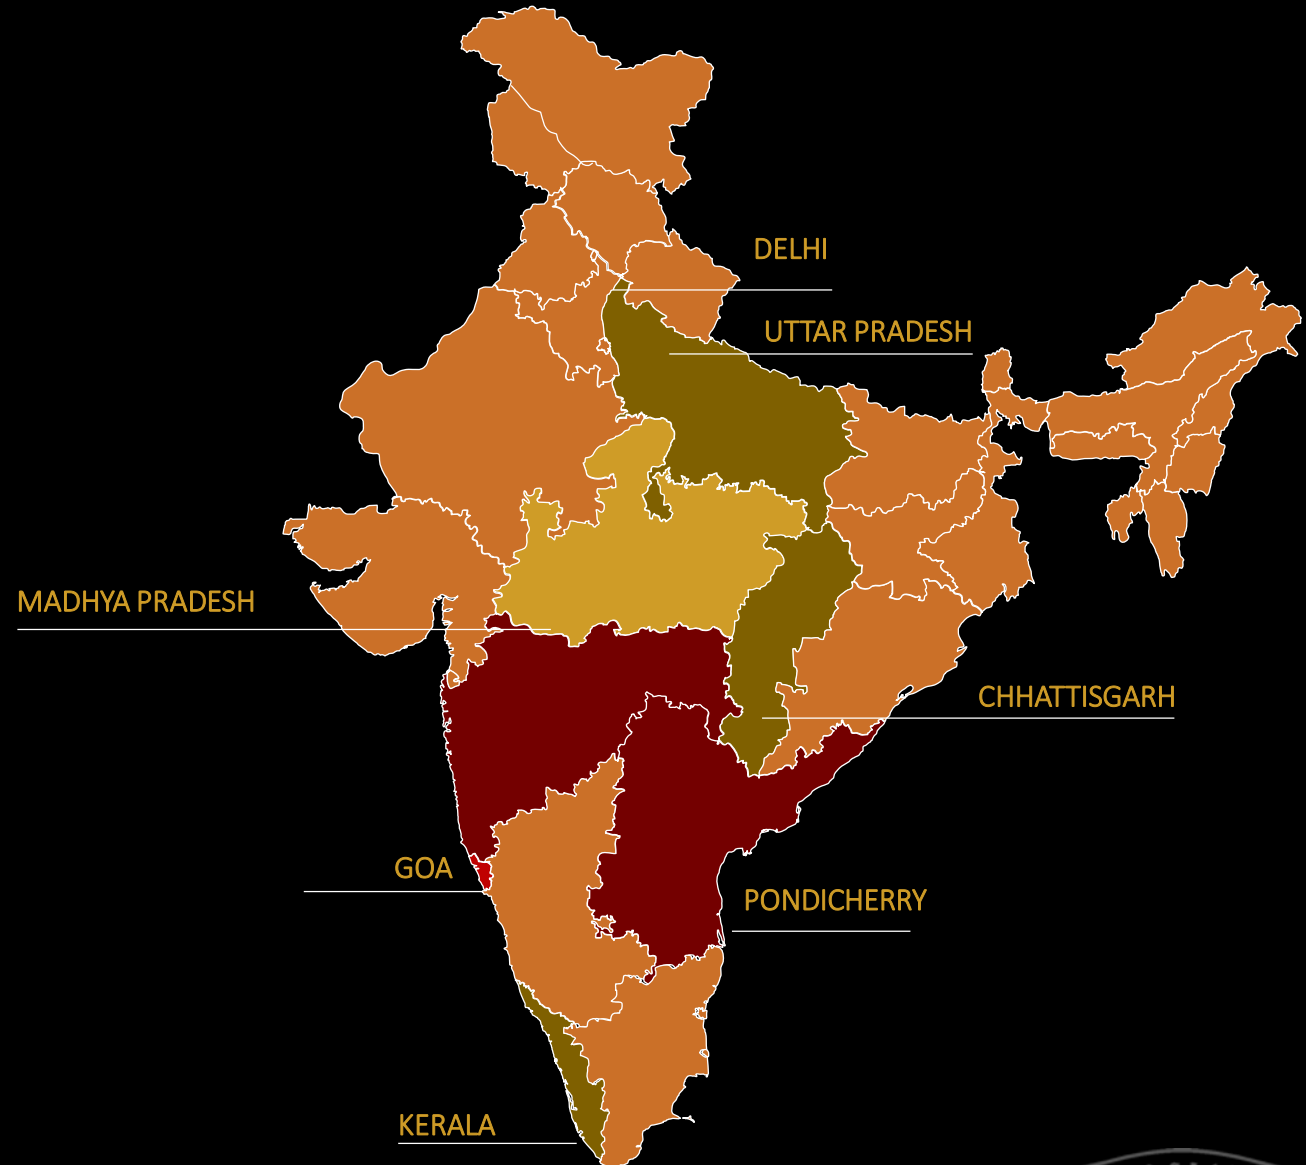 DELHI
UTTAR PRADESH
MADHYA PRADESH
CHHATTISGARH
GOA
PONDICHERRY
KERALA